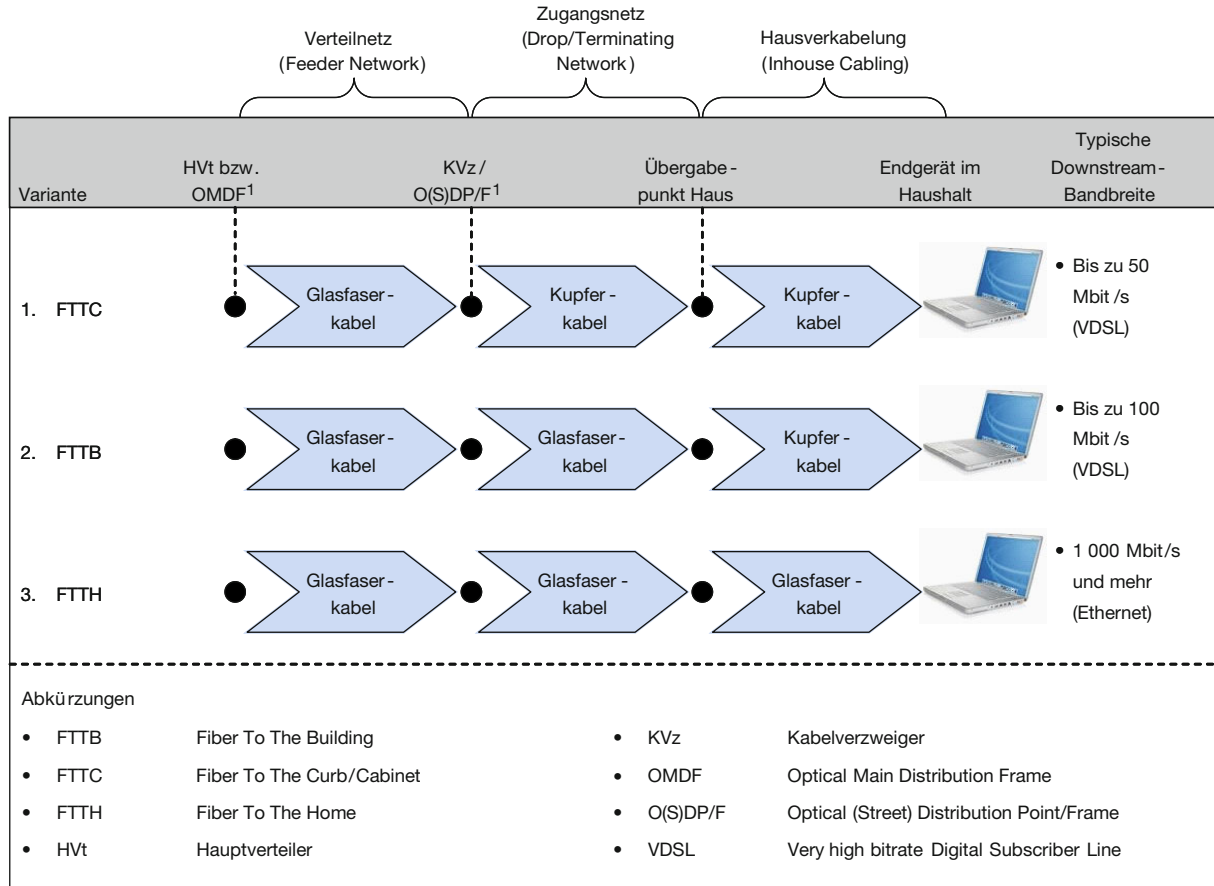 Verteilnetz
(Feeder Network)
Zugangsnetz
(Drop/Terminating
Network)
Hausverkabelung
(Inhouse Cabling)
Variante
HVt bzw.
OMDF1
KVz /
O(S)DP/F1
Übergabe-
punkt Haus
Endgerät im
Haushalt
Typische
Downstream-
Bandbreite
1. FTTC
Glasfaser-
kabel
Kupfer-
kabel
Kupfer-
kabel
• Bis zu 50
Mbit/s
(VDSL)
2. FTTB
Glasfaser-
kabel
Glasfaser-
kabel
Kupfer-
kabel
• Bis zu 100
Mbit/s
(VDSL)
3. FTTH
Glasfaser-
kabel
Glasfaser-
kabel
Glasfaser-
kabel
• 1 000 Mbit/s
und mehr
(Ethernet)
Abkürzungen
• FTTB Fiber To The Building
• FTTC Fiber To The Curb/Cabinet
• FTTH Fiber To The Home
• HVt Hauptverteiler
• KVz Kabelverzweiger
• OMDF Optical Main Distribution Frame
• O(S)DP/F Optical (Street) Distribution Point/Frame
• VDSL Very high bitrate Digital Subscriber Line